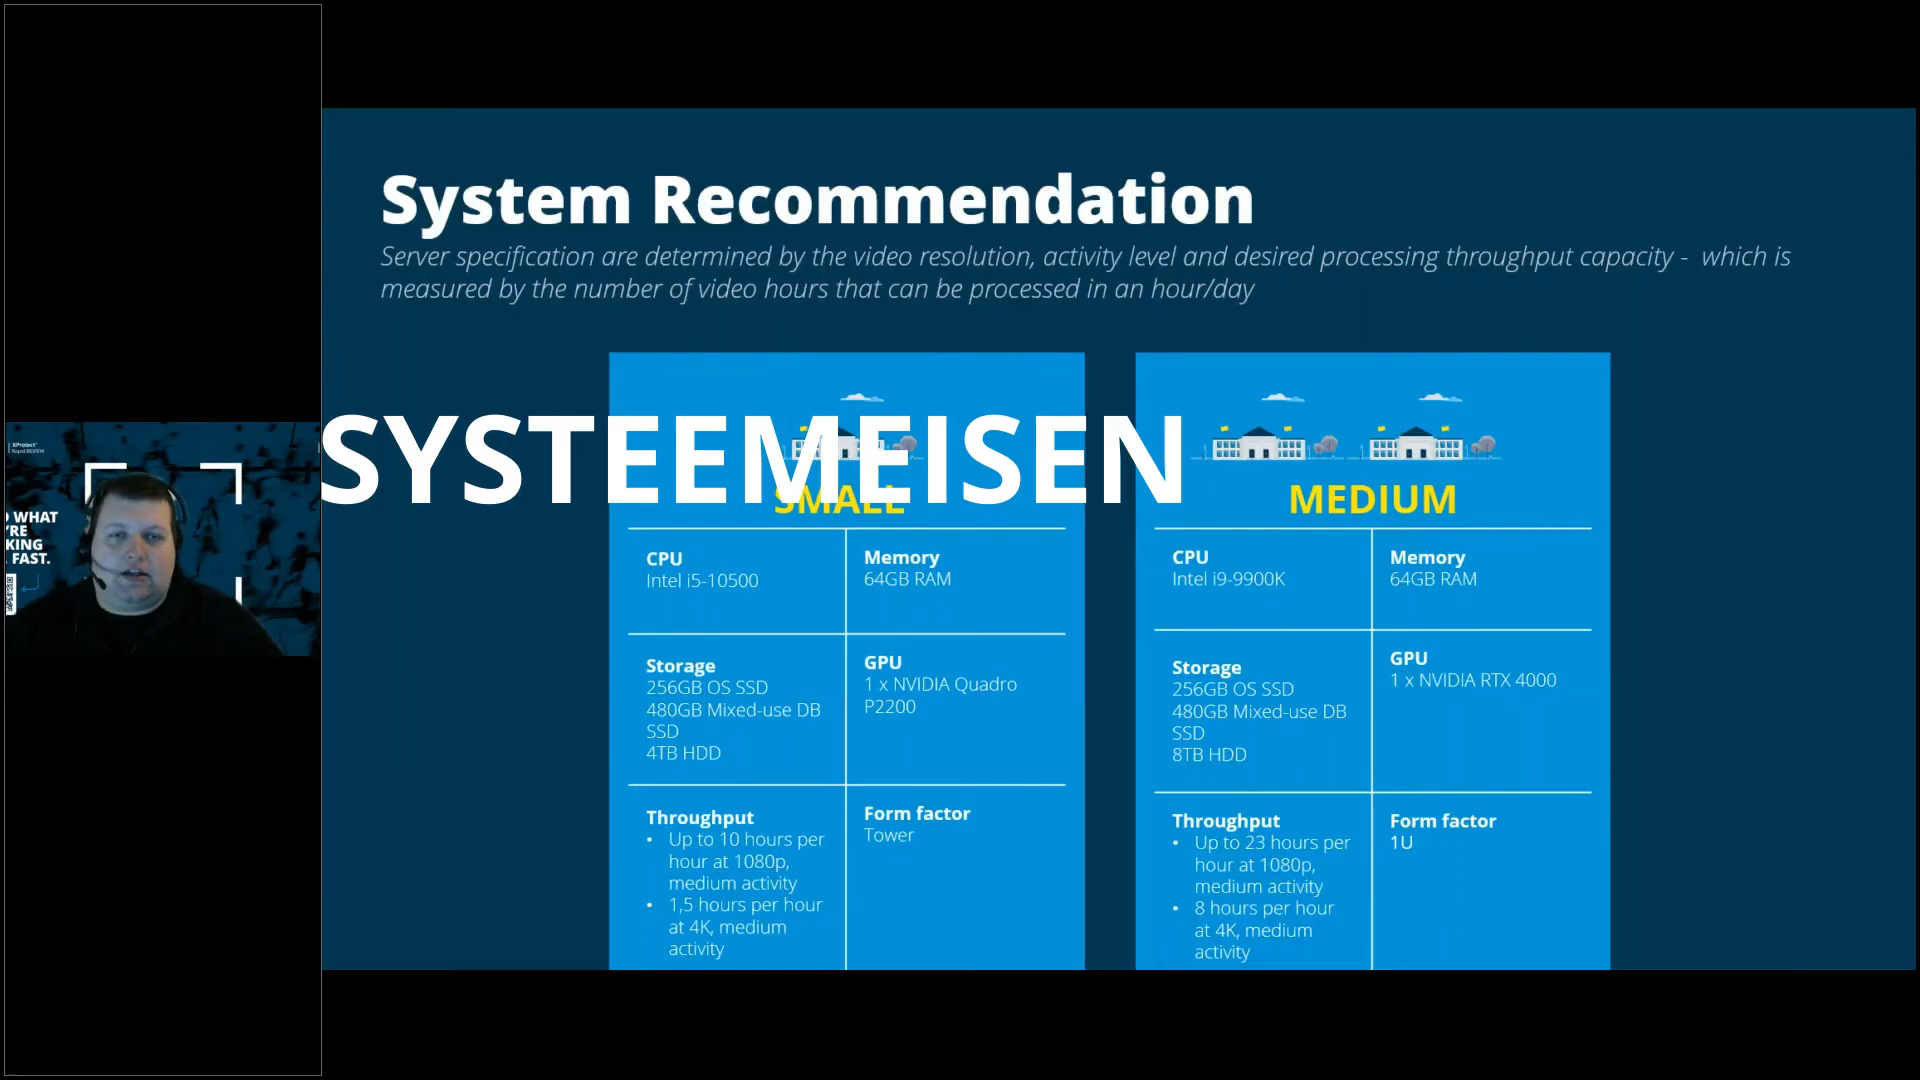 System Recommendation
Server specification are determined by the video resolution, activity level and desired processing throughput capacity - which is
measured by the number of video hours that can be processed in an hour/day
SYSTEEMEISEN
SMALL
CPU
Intel i5-10500
Memory
64GB RAM
Storage
256GB OS SSD
480GB Mixed-use DB
SSD
4TB HDD
GPU
1 x NVIDIA Quadro
P2200
Throughput
• Up to 10 hours per
hour at 1080p,
medium activity
• 1,5 hours per hour
at 4K, medium
activity
Form factor
Tower
MEDIUM
CPU
Intel i9-9900K
Memory
64GB RAM
Storage
256GB OS SSD
480GB Mixed-use DB
SSD
8TB HDD
GPU
1 x NVIDIA RTX 4000
Throughput
• Up to 23 hours per
hour at 1080p,
medium activity
• 8 hours per hour
at 4K, medium
activity
Form factor
1U
XProtect®
Rapid REVIEW
WHAT
'RE
KING
FAST.